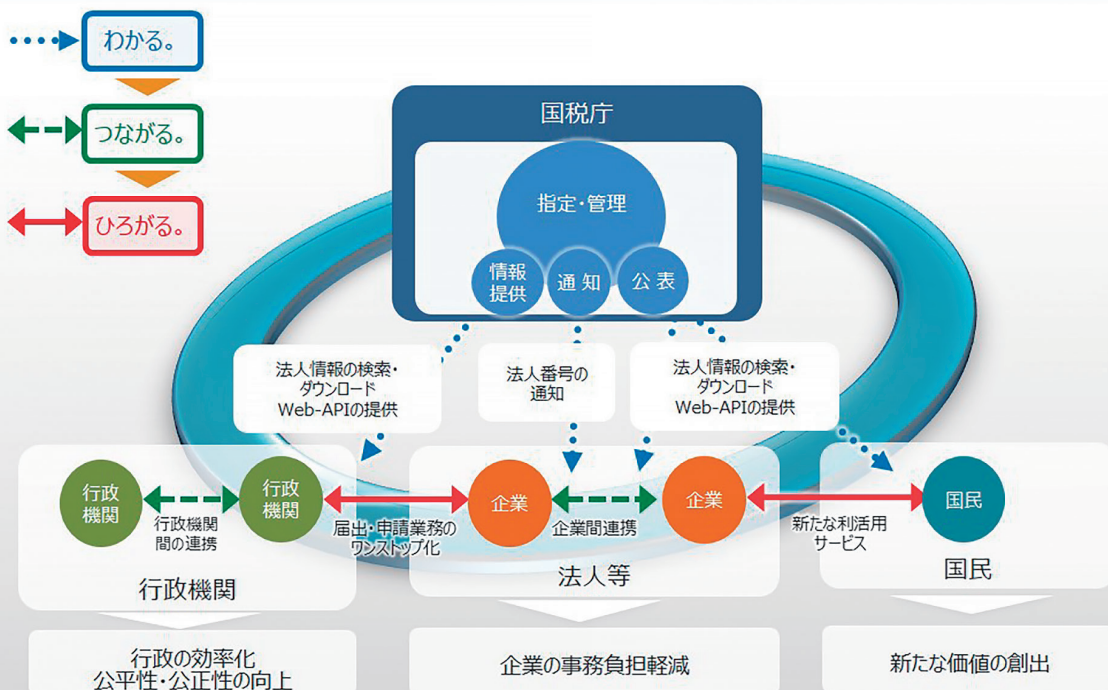 わかる。
つながる。
ひろがる。
国税庁
指定・管理
情報
提供
通 知
公 表
法人情報の検索・
ダウンロード
Web-APIの提供
法人番号の
通知
法人情報の検索・
ダウンロード
Web-APIの提供
行政
機関
行政機関
間の連携
行政
機関
届出・申請業務の
ワンストップ化
企業
企業間連携
企業
新たな利活用
サービス
国民
行政機関
法人等
国民
行政の効率化
公平性・公正性の向上
企業の事務負担軽減
新たな価値の創出